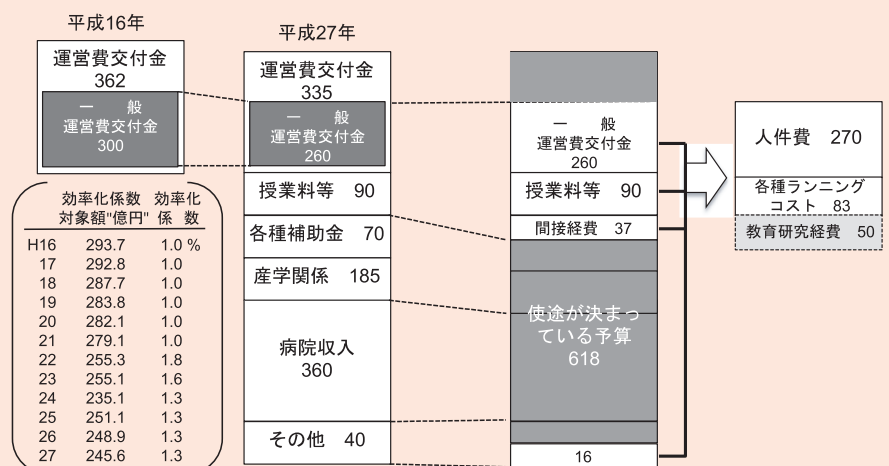 平成16年
運営費交付金
362
一　般
運営費交付金
300
効率化係数　効率化
対象額"億円"　係　数
H16　293.7　1.0 %
17　292.8　1.0
18　287.7　1.0
19　283.8　1.0
20　282.1　1.0
21　279.1　1.0
22　255.3　1.8
23　255.1　1.6
24　235.1　1.3
25　251.1　1.3
26　248.9　1.3
27　245.6　1.3
平成27年
運営費交付金
335
一　般
運営費交付金
260
授業料等　90
各種補助金　70
産学関係　185
病院収入
360
その他　40
一　般
運営費交付金
260
授業料等　90
間接経費　37
使途が決まっ
ている予算
618
16
人件費　270
各種ランニング
コスト　83
教育研究経費　50